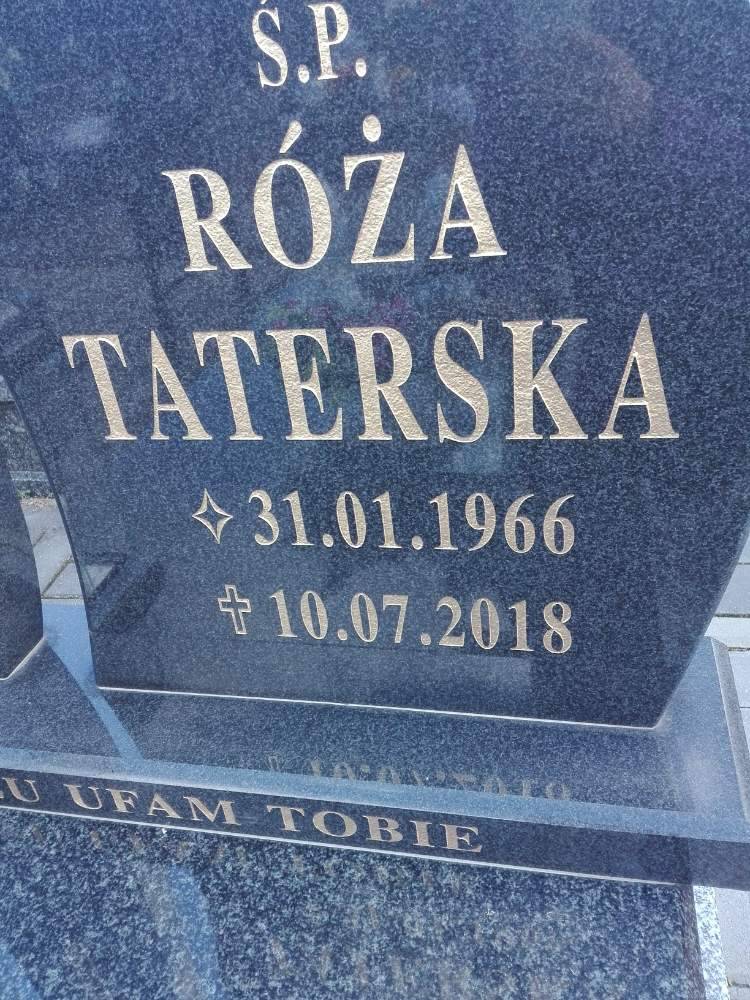 Ś.P.
RÓŻA
TATERSKA
31.01.1966
10.07.2018
UFAM TOBIE